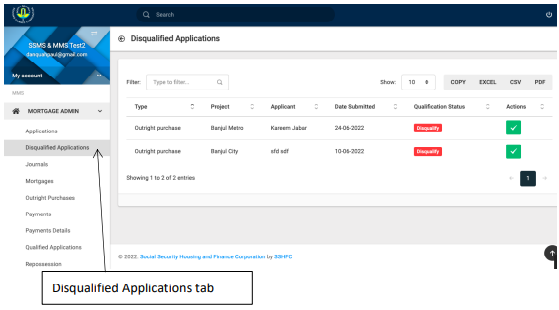 Search
SSMS & MMS Test2
danquahpaul@gmail.com
My account
MMS
MORTGAGE ADMIN
Applications
Disqualified Applications
Journals
Mortgages
Outright Purchases
Payments
Payments Details
Qualified Applications
Repossession
Disqualified Applications
Filter: Type to filter... Show: 10 COPY EXCEL CSV PDF
Type Project Applicant Date Submitted Qualification Status Actions
Outright purchase Banjul Metro Kareem Jabar 24-06-2022 Disqualify
Outright purchase Banjul City sfd sdf 10-06-2022 Disqualify
Showing 1 to 2 of 2 entries ← 1 →
© 2022. Social Security Housing and Finance Corporation by SSHFC
Disqualified Applications tab